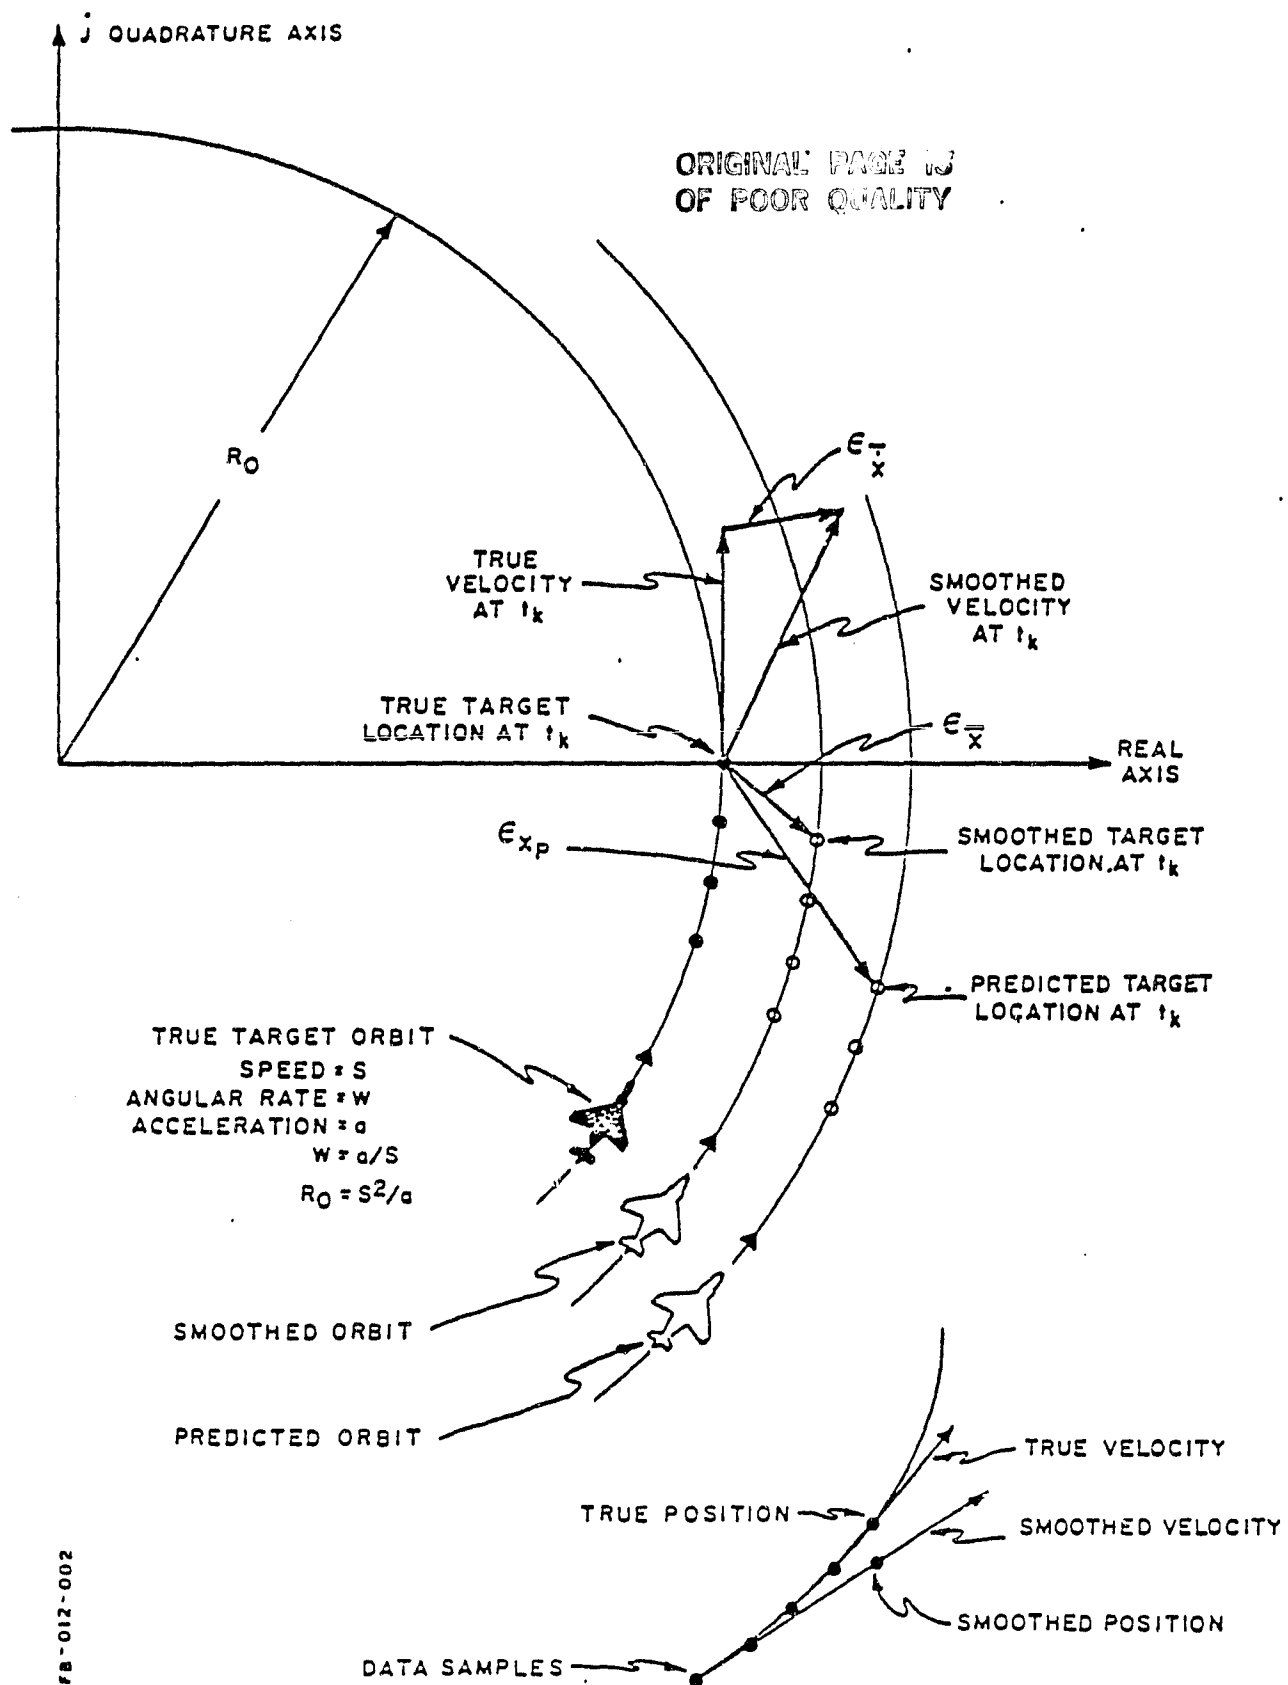 j QUADRATURE AXIS
ORIGINAL PAGE IS
OF POOR QUALITY
R₀
ϵ_ẋ̄
TRUE
VELOCITY
AT tₖ
SMOOTHED
VELOCITY
AT tₖ
TRUE TARGET
LOCATION AT tₖ
ϵ_x̄
REAL
AXIS
ϵ_xₚ
SMOOTHED TARGET
LOCATION AT tₖ
PREDICTED TARGET
LOCATION AT tₖ
TRUE TARGET ORBIT
SPEED = S
ANGULAR RATE = W
ACCELERATION = a
W = a/S
R₀ = S²/a
SMOOTHED ORBIT
PREDICTED ORBIT
TRUE VELOCITY
TRUE POSITION
SMOOTHED VELOCITY
SMOOTHED POSITION
DATA SAMPLES
FB-012-002